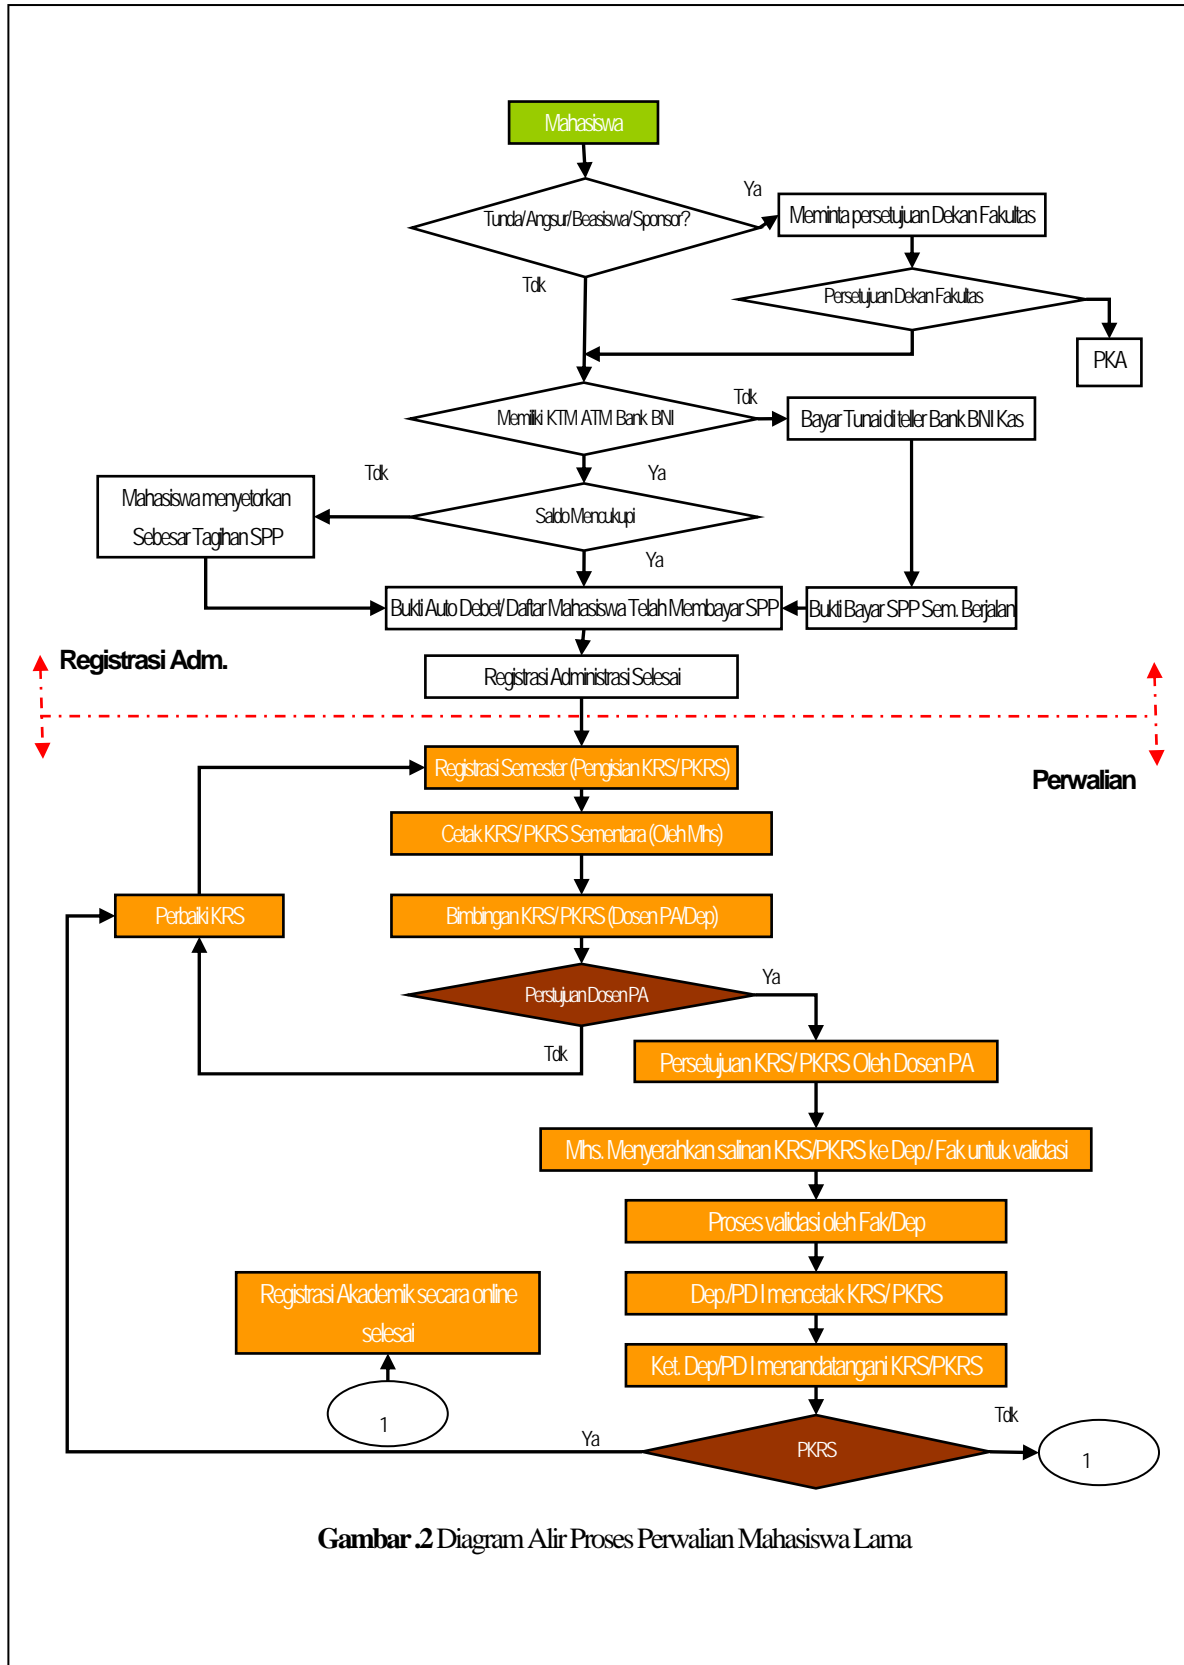 Mahasiswa
Ya
Tunda/Angsur/Beasiswa/Sponsor?
Meminta persetujuan Dekan Fakultas
Tdk
Persetujuan Dekan Fakultas
PKA
Tdk
Memiliki KTM ATM Bank BNI
Bayar Tunai di teller Bank BNI Kas
Tdk
Ya
Mahasiswa menyetorkan
Sebesar Tagihan SPP
Saldo Mencukupi
Ya
Bukti Auto Debet/ Daftar Mahasiswa Telah Membayar SPP
Bukti Bayar SPP Sem. Berjalan
Registrasi Adm.
Registrasi Administrasi Selesai
Registrasi Semester (Pengisian KRS/ PKRS)
Perwalian
Cetak KRS/ PKRS Sementara (Oleh Mhs)
Perbaiki KRS
Bimbingan KRS/ PKRS (Dosen PA/Dep)
Ya
Perstujuan Dosen PA
Tdk
Persetujuan KRS/ PKRS Oleh Dosen PA
Mhs. Menyerahkan salinan KRS/PKRS ke Dep./ Fak untuk validasi
Proses validasi oleh Fak/Dep
Registrasi Akademik secara online
selesai
Dep./PD I mencetak KRS/ PKRS
Ket. Dep/PD I menandatangani KRS/PKRS
1
Ya
PKRS
Tdk
1
Gambar .2 Diagram Alir Proses Perwalian Mahasiswa Lama